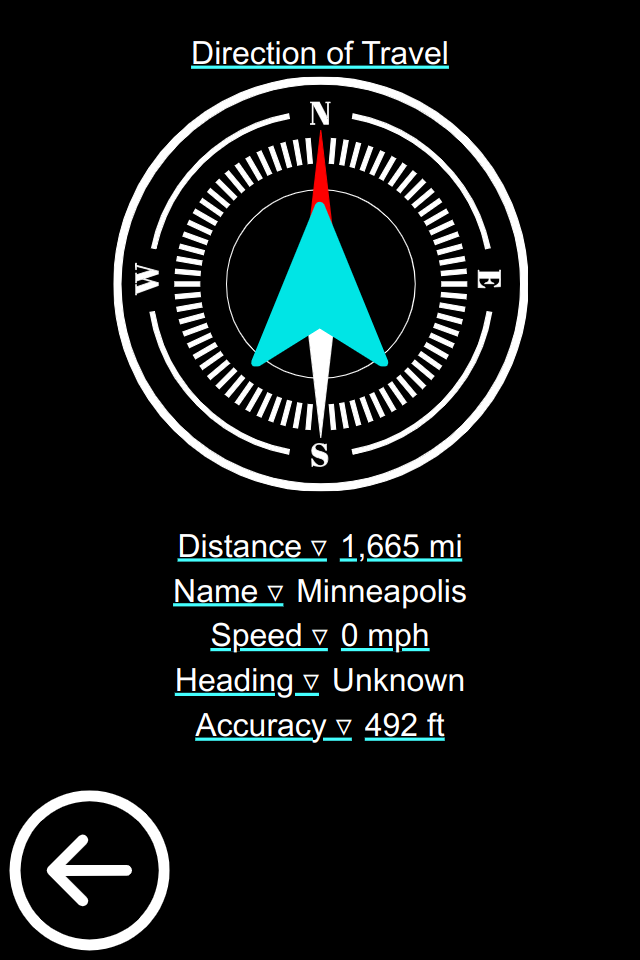 Direction of Travel
N
W
E
S
Distance ▿ 1,665 mi
Name ▿ Minneapolis
Speed ▿ 0 mph
Heading ▿ Unknown
Accuracy ▿ 492 ft